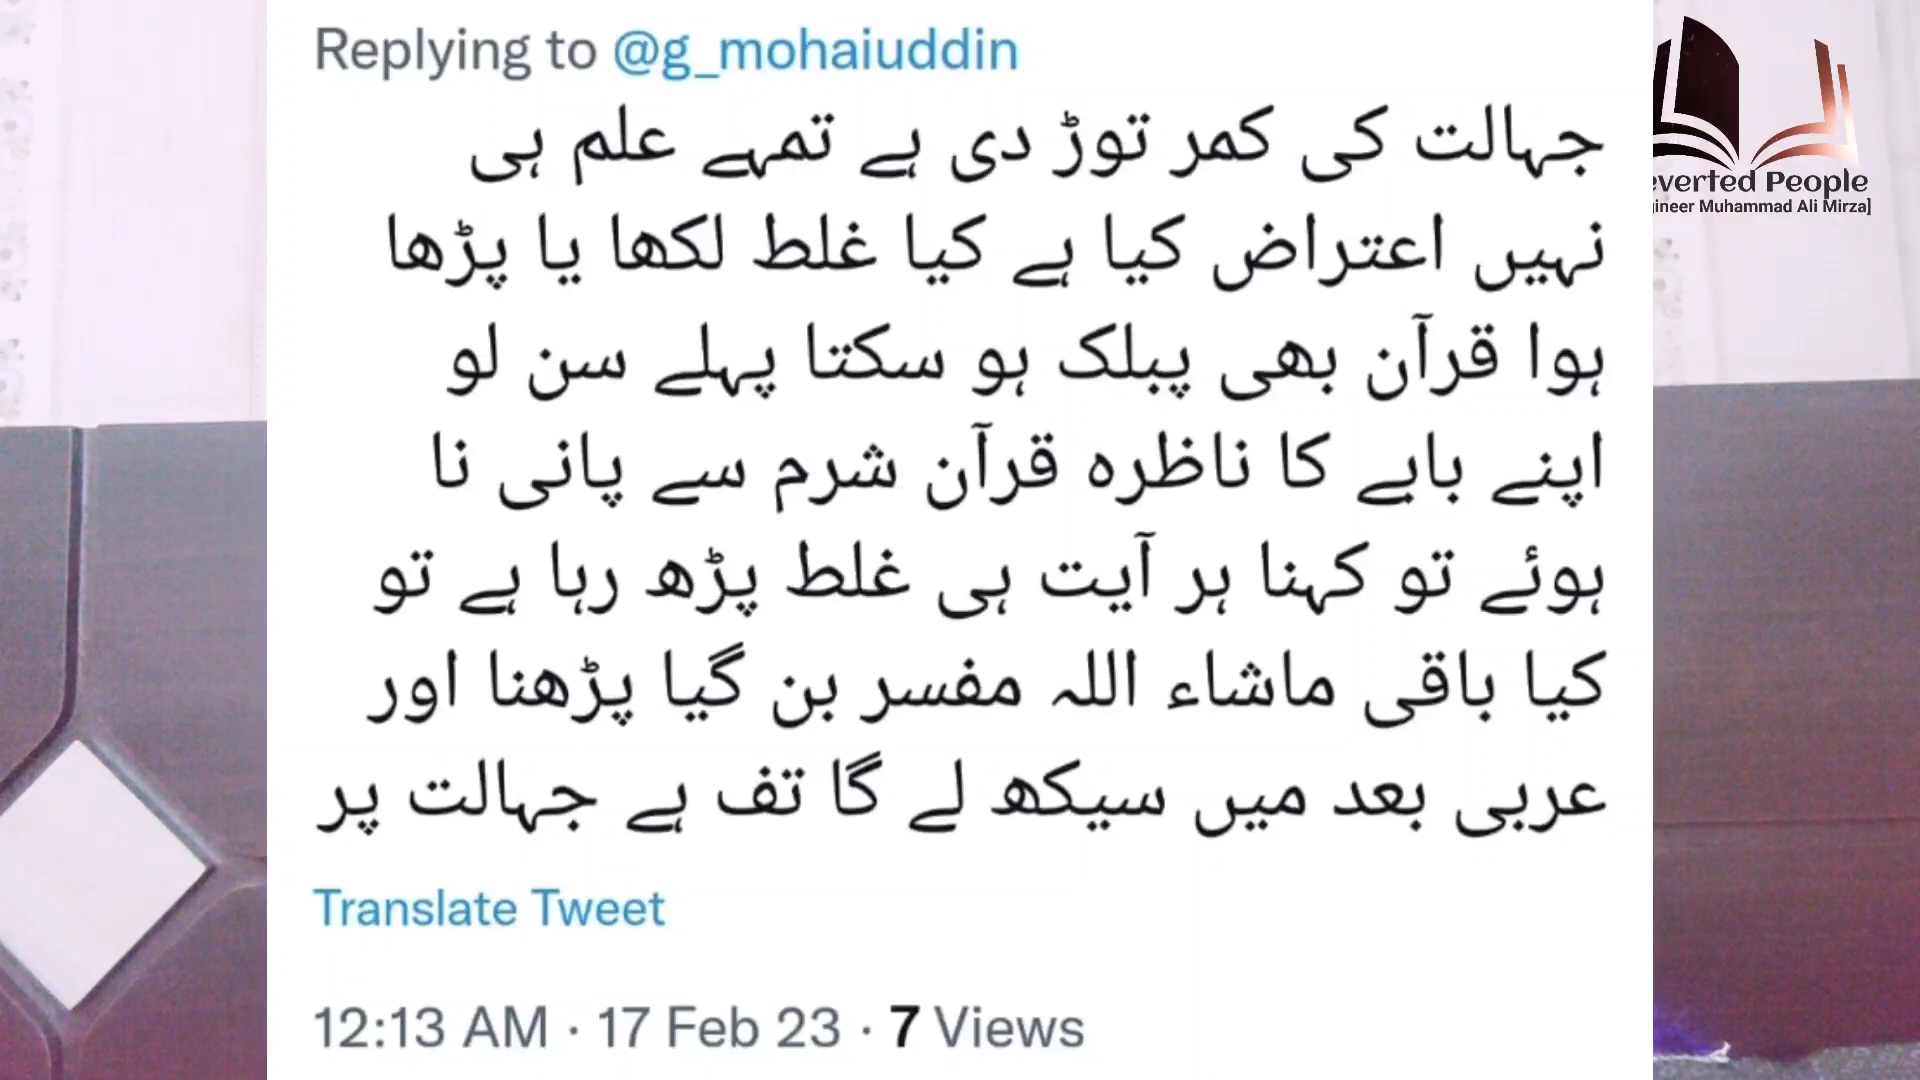 Replying to @g_mohaiuddin
جہالت کی کمر توڑ دی ہے تمہے علم ہی
نہیں اعتراض کیا ہے کیا غلط لکھا یا پڑھا
ہوا قرآن بھی پبلک ہو سکتا پہلے سن لو
اپنے بابے کا ناظرہ قرآن شرم سے پانی نا
ہوئے تو کہنا ہر آیت ہی غلط پڑھ رہا ہے تو
کیا باقی ماشاء اللہ مفسر بن گیا پڑھنا اور
عربی بعد میں سیکھ لے گا تف ہے جہالت پر
Translate Tweet
12:13 AM · 17 Feb 23 · 7 Views
everted People
gineer Muhammad Ali Mirza]